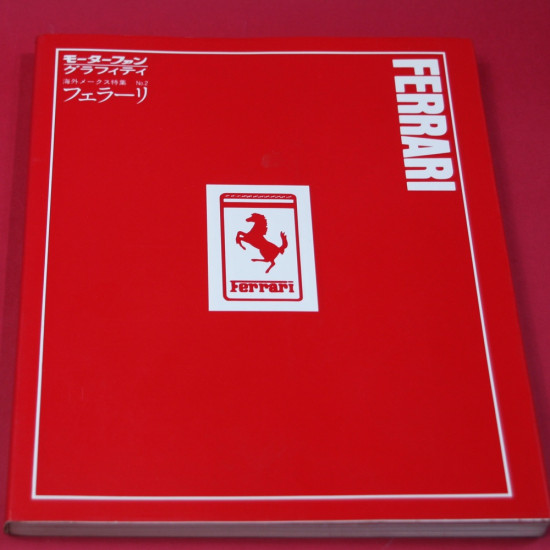 モーターファン
グラフィティ
海外メークス特集 No.2
フェラーリ
FERRARI
Ferrari